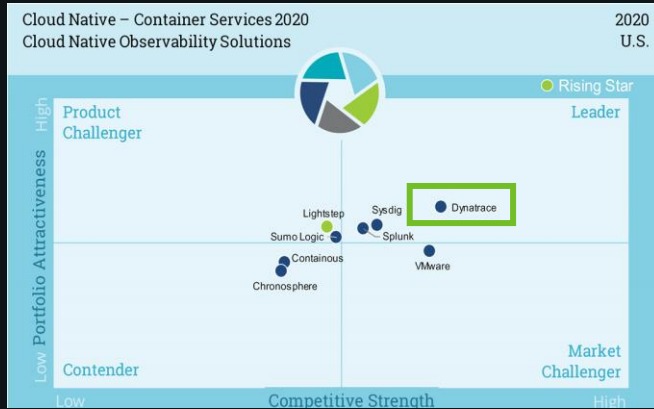 Cloud Native – Container Services 2020
Cloud Native Observability Solutions
2020
U.S.
Rising Star
High
Product
Challenger
Leader
Portfolio Attractiveness
Lightstep
Sysdig
Dynatrace
Sumo Logic
Splunk
Containous
VMware
Chronosphere
Low
Contender
Market
Challenger
Low
Competitive Strength
High